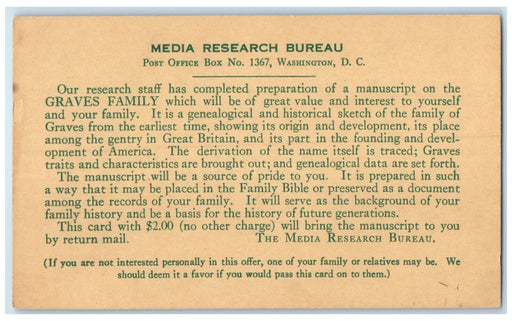 MEDIA RESEARCH BUREAU
POST OFFICE BOX NO. 1367, WASHINGTON, D. C.
Our research staff has completed preparation of a manuscript on the
GRAVES FAMILY which will be of great value and interest to yourself
and your family. It is a genealogical and historical sketch of the family of
Graves from the earliest time, showing its origin and development, its place
among the gentry in Great Britain, and its part in the founding and devel-
opment of America. The derivation of the name itself is traced; Graves
traits and characteristics are brought out; and genealogical data are set forth.
The manuscript will be a source of pride to you. It is prepared in such
a way that it may be placed in the Family Bible or preserved as a document
among the records of your family. It will serve as the background of your
family history and be a basis for the history of future generations.
This card with $2.00 (no other charge) will bring the manuscript to you
by return mail. THE MEDIA RESEARCH BUREAU.
(If you are not interested personally in this offer, one of your family or relatives may be. We
should deem it a favor if you would pass this card on to them.)